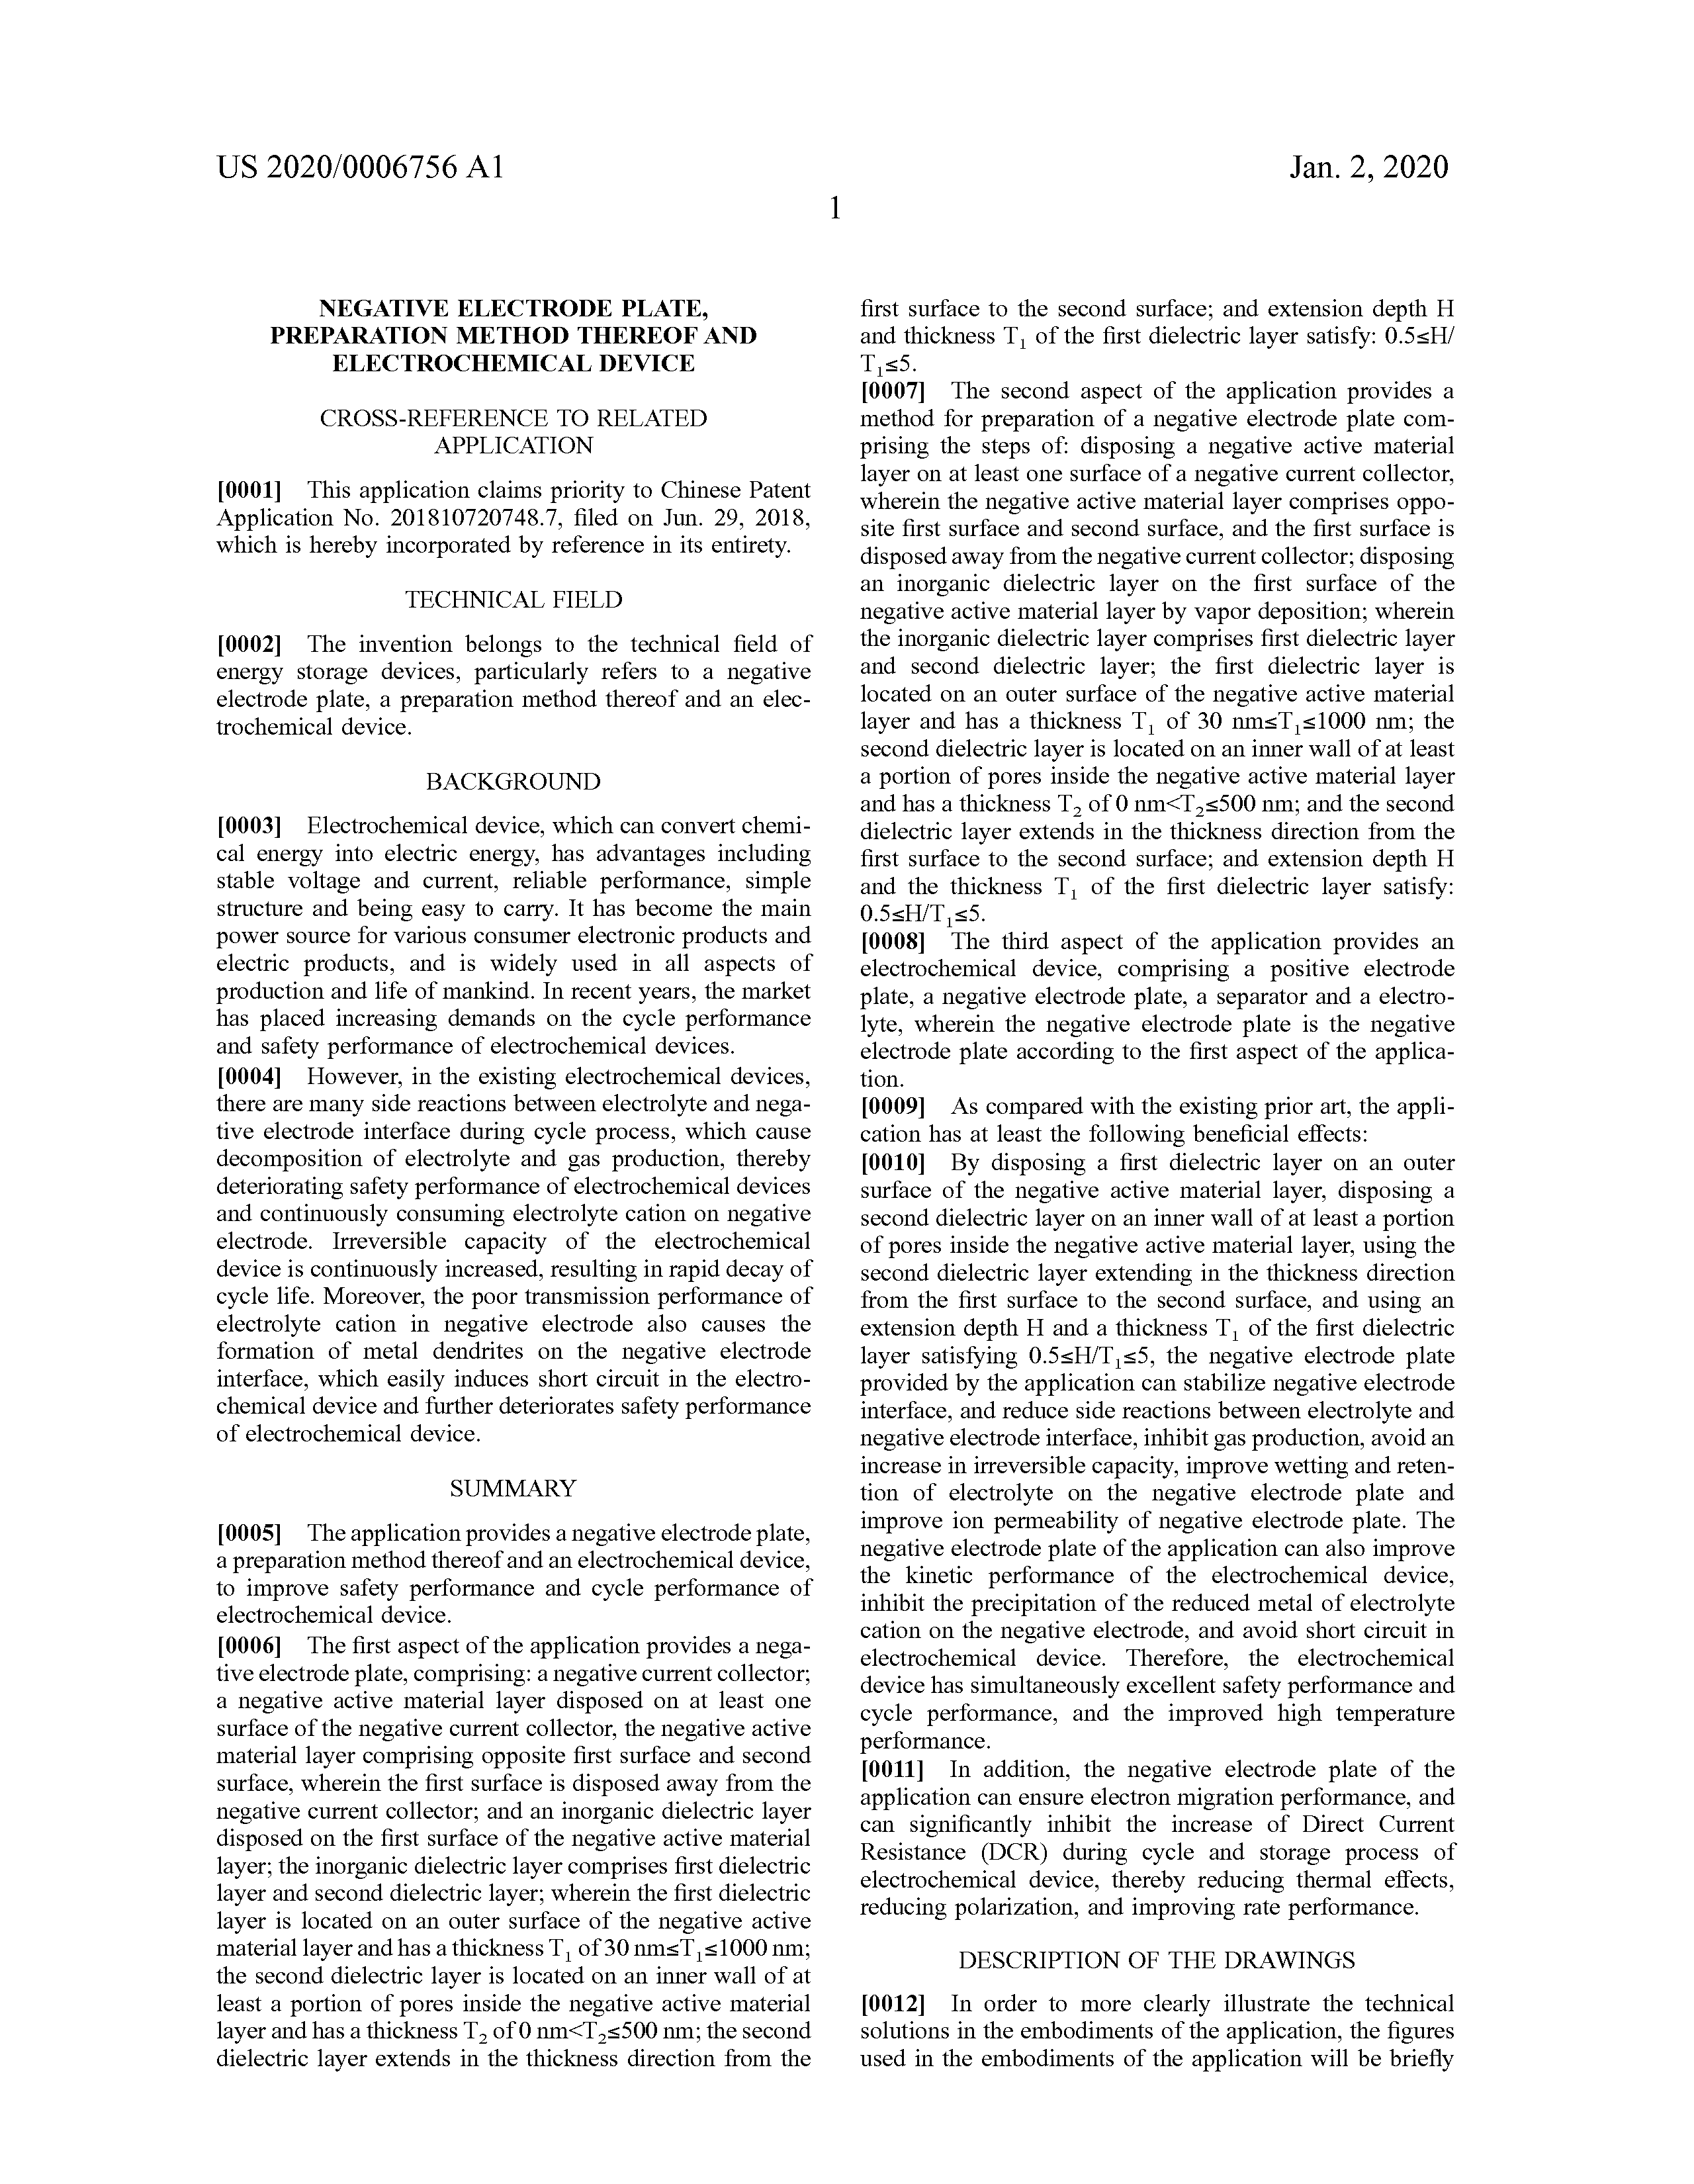 US 2020/0006756 A1
Jan. 2, 2020
1
NEGATIVE ELECTRODE PLATE,
PREPARATION METHOD THEREOF AND
ELECTROCHEMICAL DEVICE
CROSS-REFERENCE TO RELATED
APPLICATION
[0001] This application claims priority to Chinese Patent
Application No. 201810720748.7, filed on Jun. 29, 2018,
which is hereby incorporated by reference in its entirety.
TECHNICAL FIELD
[0002] The invention belongs to the technical field of
energy storage devices, particularly refers to a negative
electrode plate, a preparation method thereof and an elec-
trochemical device.
BACKGROUND
[0003] Electrochemical device, which can convert chemi-
cal energy into electric energy, has advantages including
stable voltage and current, reliable performance, simple
structure and being easy to carry. It has become the main
power source for various consumer electronic products and
electric products, and is widely used in all aspects of
production and life of mankind. In recent years, the market
has placed increasing demands on the cycle performance
and safety performance of electrochemical devices.
[0004] However, in the existing electrochemical devices,
there are many side reactions between electrolyte and nega-
tive electrode interface during cycle process, which cause
decomposition of electrolyte and gas production, thereby
deteriorating safety performance of electrochemical devices
and continuously consuming electrolyte cation on negative
electrode. Irreversible capacity of the electrochemical
device is continuously increased, resulting in rapid decay of
cycle life. Moreover, the poor transmission performance of
electrolyte cation in negative electrode also causes the
formation of metal dendrites on the negative electrode
interface, which easily induces short circuit in the electro-
chemical device and further deteriorates safety performance
of electrochemical device.
SUMMARY
[0005] The application provides a negative electrode plate,
a preparation method thereof and an electrochemical device,
to improve safety performance and cycle performance of
electrochemical device.
[0006] The first aspect of the application provides a nega-
tive electrode plate, comprising: a negative current collector;
a negative active material layer disposed on at least one
surface of the negative current collector, the negative active
material layer comprising opposite first surface and second
surface, wherein the first surface is disposed away from the
negative current collector; and an inorganic dielectric layer
disposed on the first surface of the negative active material
layer; the inorganic dielectric layer comprises first dielectric
layer and second dielectric layer; wherein the first dielectric
layer is located on an outer surface of the negative active
material layer and has a thickness T₁ of 30 nm≤T₁≤1000 nm;
the second dielectric layer is located on an inner wall of at
least a portion of pores inside the negative active material
layer and has a thickness T₂ of 0 nm<T₂≤500 nm; the second
dielectric layer extends in the thickness direction from the
first surface to the second surface; and extension depth H
and thickness T₁ of the first dielectric layer satisfy: 0.5≤H/
T₁≤5.
[0007] The second aspect of the application provides a
method for preparation of a negative electrode plate com-
prising the steps of: disposing a negative active material
layer on at least one surface of a negative current collector,
wherein the negative active material layer comprises oppo-
site first surface and second surface, and the first surface is
disposed away from the negative current collector; disposing
an inorganic dielectric layer on the first surface of the
negative active material layer by vapor deposition; wherein
the inorganic dielectric layer comprises first dielectric layer
and second dielectric layer; the first dielectric layer is
located on an outer surface of the negative active material
layer and has a thickness T₁ of 30 nm≤T₁≤1000 nm; the
second dielectric layer is located on an inner wall of at least
a portion of pores inside the negative active material layer
and has a thickness T₂ of 0 nm<T₂≤500 nm; and the second
dielectric layer extends in the thickness direction from the
first surface to the second surface; and extension depth H
and the thickness T₁ of the first dielectric layer satisfy:
0.5≤H/T₁≤5.
[0008] The third aspect of the application provides an
electrochemical device, comprising a positive electrode
plate, a negative electrode plate, a separator and a electro-
lyte, wherein the negative electrode plate is the negative
electrode plate according to the first aspect of the applica-
tion.
[0009] As compared with the existing prior art, the appli-
cation has at least the following beneficial effects:
[0010] By disposing a first dielectric layer on an outer
surface of the negative active material layer, disposing a
second dielectric layer on an inner wall of at least a portion
of pores inside the negative active material layer, using the
second dielectric layer extending in the thickness direction
from the first surface to the second surface, and using an
extension depth H and a thickness T₁ of the first dielectric
layer satisfying 0.5≤H/T₁≤5, the negative electrode plate
provided by the application can stabilize negative electrode
interface, and reduce side reactions between electrolyte and
negative electrode interface, inhibit gas production, avoid an
increase in irreversible capacity, improve wetting and reten-
tion of electrolyte on the negative electrode plate and
improve ion permeability of negative electrode plate. The
negative electrode plate of the application can also improve
the kinetic performance of the electrochemical device,
inhibit the precipitation of the reduced metal of electrolyte
cation on the negative electrode, and avoid short circuit in
electrochemical device. Therefore, the electrochemical
device has simultaneously excellent safety performance and
cycle performance, and the improved high temperature
performance.
[0011] In addition, the negative electrode plate of the
application can ensure electron migration performance, and
can significantly inhibit the increase of Direct Current
Resistance (DCR) during cycle and storage process of
electrochemical device, thereby reducing thermal effects,
reducing polarization, and improving rate performance.
DESCRIPTION OF THE DRAWINGS
[0012] In order to more clearly illustrate the technical
solutions in the embodiments of the application, the figures
used in the embodiments of the application will be briefly